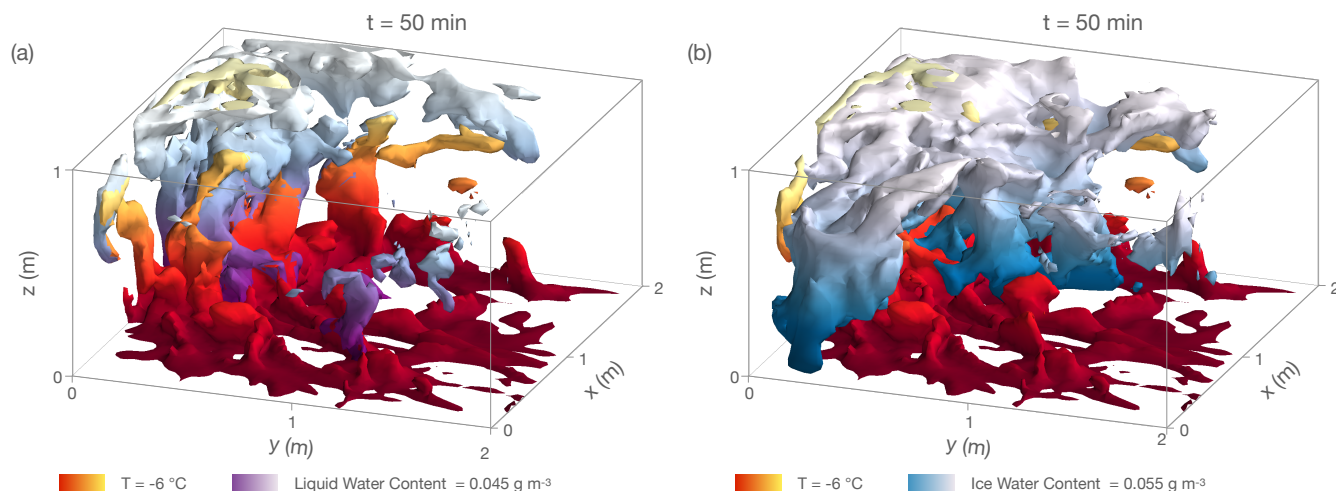 t = 50 min
t = 50 min
(a)
(b)
1
1
z (m)
z (m)
2
2
0
0
1
1
x (m)
x (m)
0
0
1
1
0
0
y (m)
y (m)
2
2
T = -6 °C
Liquid Water Content = 0.045 g m⁻³
T = -6 °C
Ice Water Content = 0.055 g m⁻³